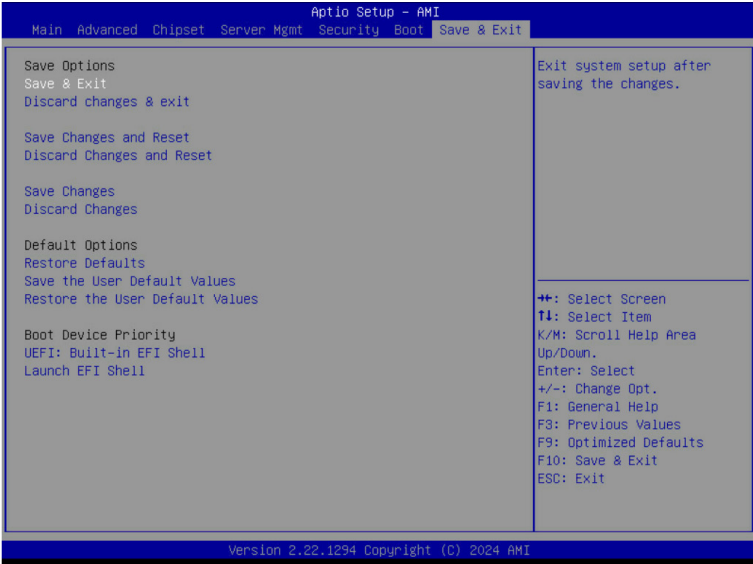 Aptio Setup - AMI
Main Advanced Chipset Server Mgmt Security Boot Save & Exit
Save Options
Save & Exit
Discard changes & exit
Save Changes and Reset
Discard Changes and Reset
Save Changes
Discard Changes
Default Options
Restore Defaults
Save the User Default Values
Restore the User Default Values
Boot Device Priority
UEFI: Built-in EFI Shell
Launch EFI Shell
Exit system setup after
saving the changes.
→←: Select Screen
↑↓: Select Item
K/M: Scroll Help Area
Up/Down.
Enter: Select
+/-: Change Opt.
F1: General Help
F3: Previous Values
F9: Optimized Defaults
F10: Save & Exit
ESC: Exit
Version 2.22.1294 Copyright (C) 2024 AMI